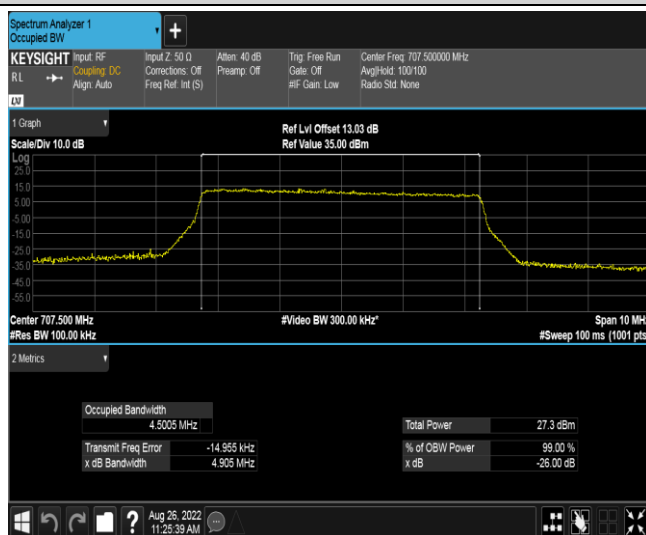 Spectrum Analyzer 1
Occupied BW
+
KEYSIGHT
RL
LXI
Input: RF
Coupling: DC
Align: Auto
Input Z: 50 Ω
Corrections: Off
Freq Ref: Int (S)
Atten: 40 dB
Preamp: Off
Trig: Free Run
Gate: Off
#IF Gain: Low
Center Freq: 707.500000 MHz
Avg|Hold: 100/100
Radio Std: None
1 Graph
Scale/Div 10.0 dB
Ref Lvl Offset 13.03 dB
Ref Value 35.00 dBm
Log
25.0
15.0
5.00
-5.00
-15.0
-25.0
-35.0
-45.0
-55.0
Center 707.500 MHz
#Video BW 300.00 kHz*
Span 10 MHz
#Res BW 100.00 kHz
#Sweep 100 ms (1001 pts
2 Metrics
Occupied Bandwidth
4.5005 MHz
Total Power 27.3 dBm
Transmit Freq Error -14.955 kHz
% of OBW Power 99.00 %
x dB Bandwidth 4.905 MHz
x dB -26.00 dB
?
Aug 26, 2022
11:25:39 AM